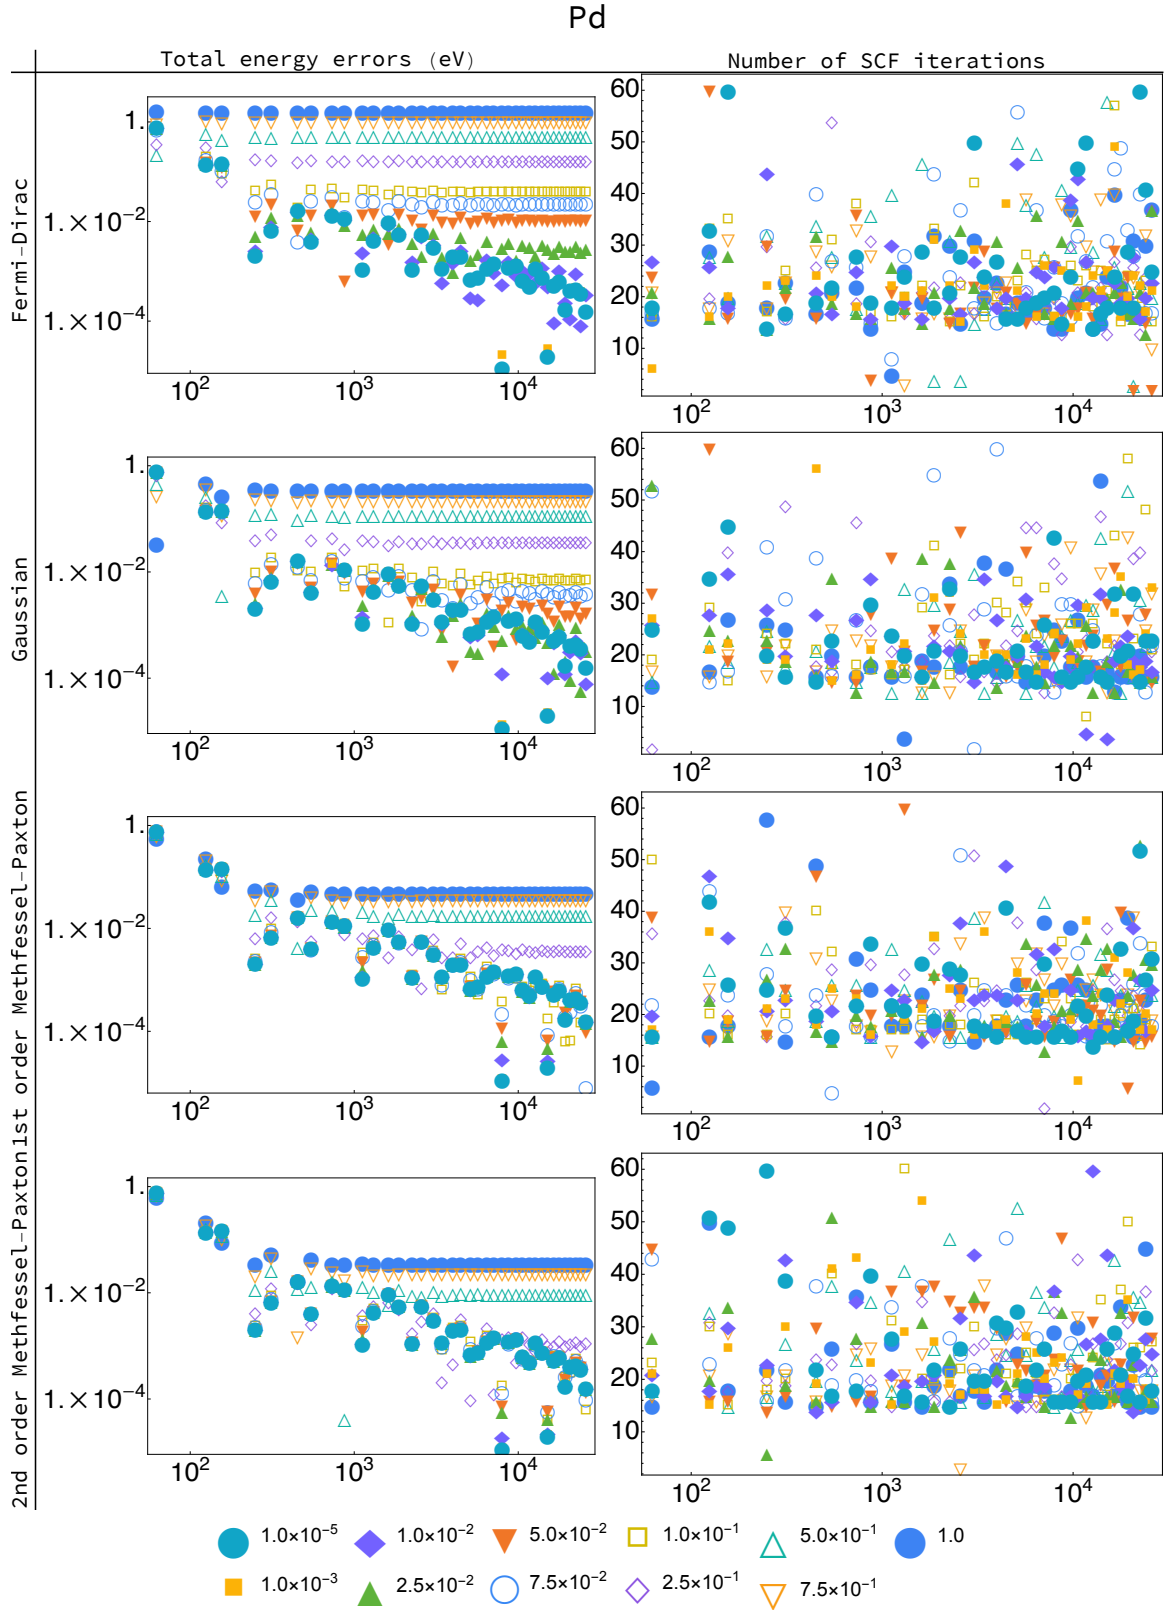 Pd
Total energy errors (eV)
Number of SCF iterations
Fermi-Dirac
1.
1.×10⁻²
1.×10⁻⁴
10² 10³ 10⁴
60
50
40
30
20
10
10² 10³ 10⁴
Gaussian
1.
1.×10⁻²
1.×10⁻⁴
10² 10³ 10⁴
60
50
40
30
20
10
10² 10³ 10⁴
1st order Methfessel-Paxton
1.
1.×10⁻²
1.×10⁻⁴
10² 10³ 10⁴
60
50
40
30
20
10
10² 10³ 10⁴
2nd order Methfessel-Paxton
1.
1.×10⁻²
1.×10⁻⁴
10² 10³ 10⁴
60
50
40
30
20
10
10² 10³ 10⁴
1.0×10⁻⁵ 1.0×10⁻² 5.0×10⁻² 1.0×10⁻¹ 5.0×10⁻¹ 1.0
1.0×10⁻³ 2.5×10⁻² 7.5×10⁻² 2.5×10⁻¹ 7.5×10⁻¹